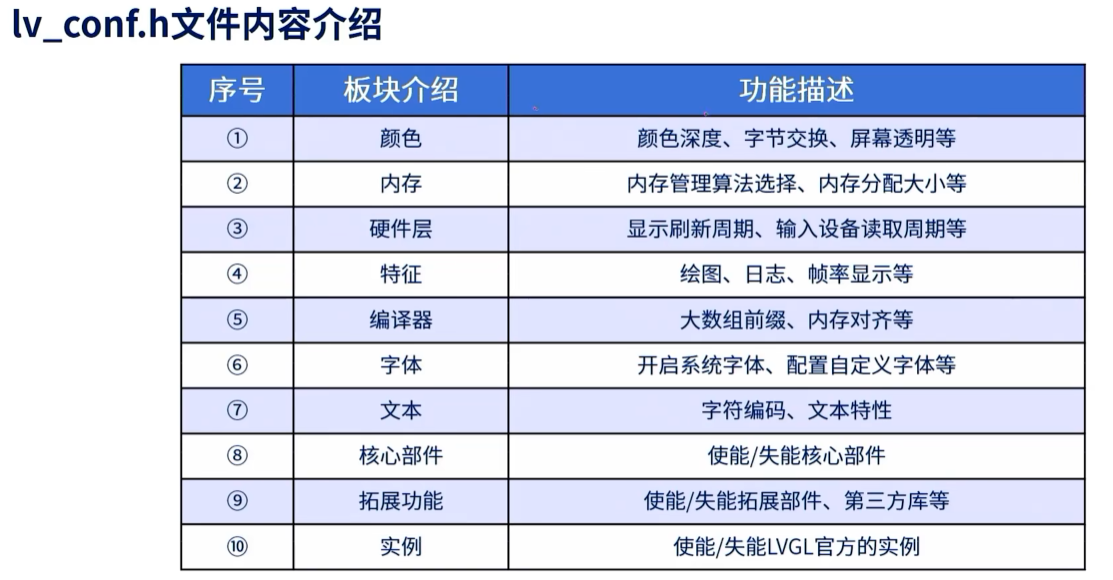 lv_conf.h文件内容介绍
序号 板块介绍 功能描述
① 颜色 颜色深度、字节交换、屏幕透明等
② 内存 内存管理算法选择、内存分配大小等
③ 硬件层 显示刷新周期、输入设备读取周期等
④ 特征 绘图、日志、帧率显示等
⑤ 编译器 大数组前缀、内存对齐等
⑥ 字体 开启系统字体、配置自定义字体等
⑦ 文本 字符编码、文本特性
⑧ 核心部件 使能/失能核心部件
⑨ 拓展功能 使能/失能拓展部件、第三方库等
⑩ 实例 使能/失能LVGL官方的实例